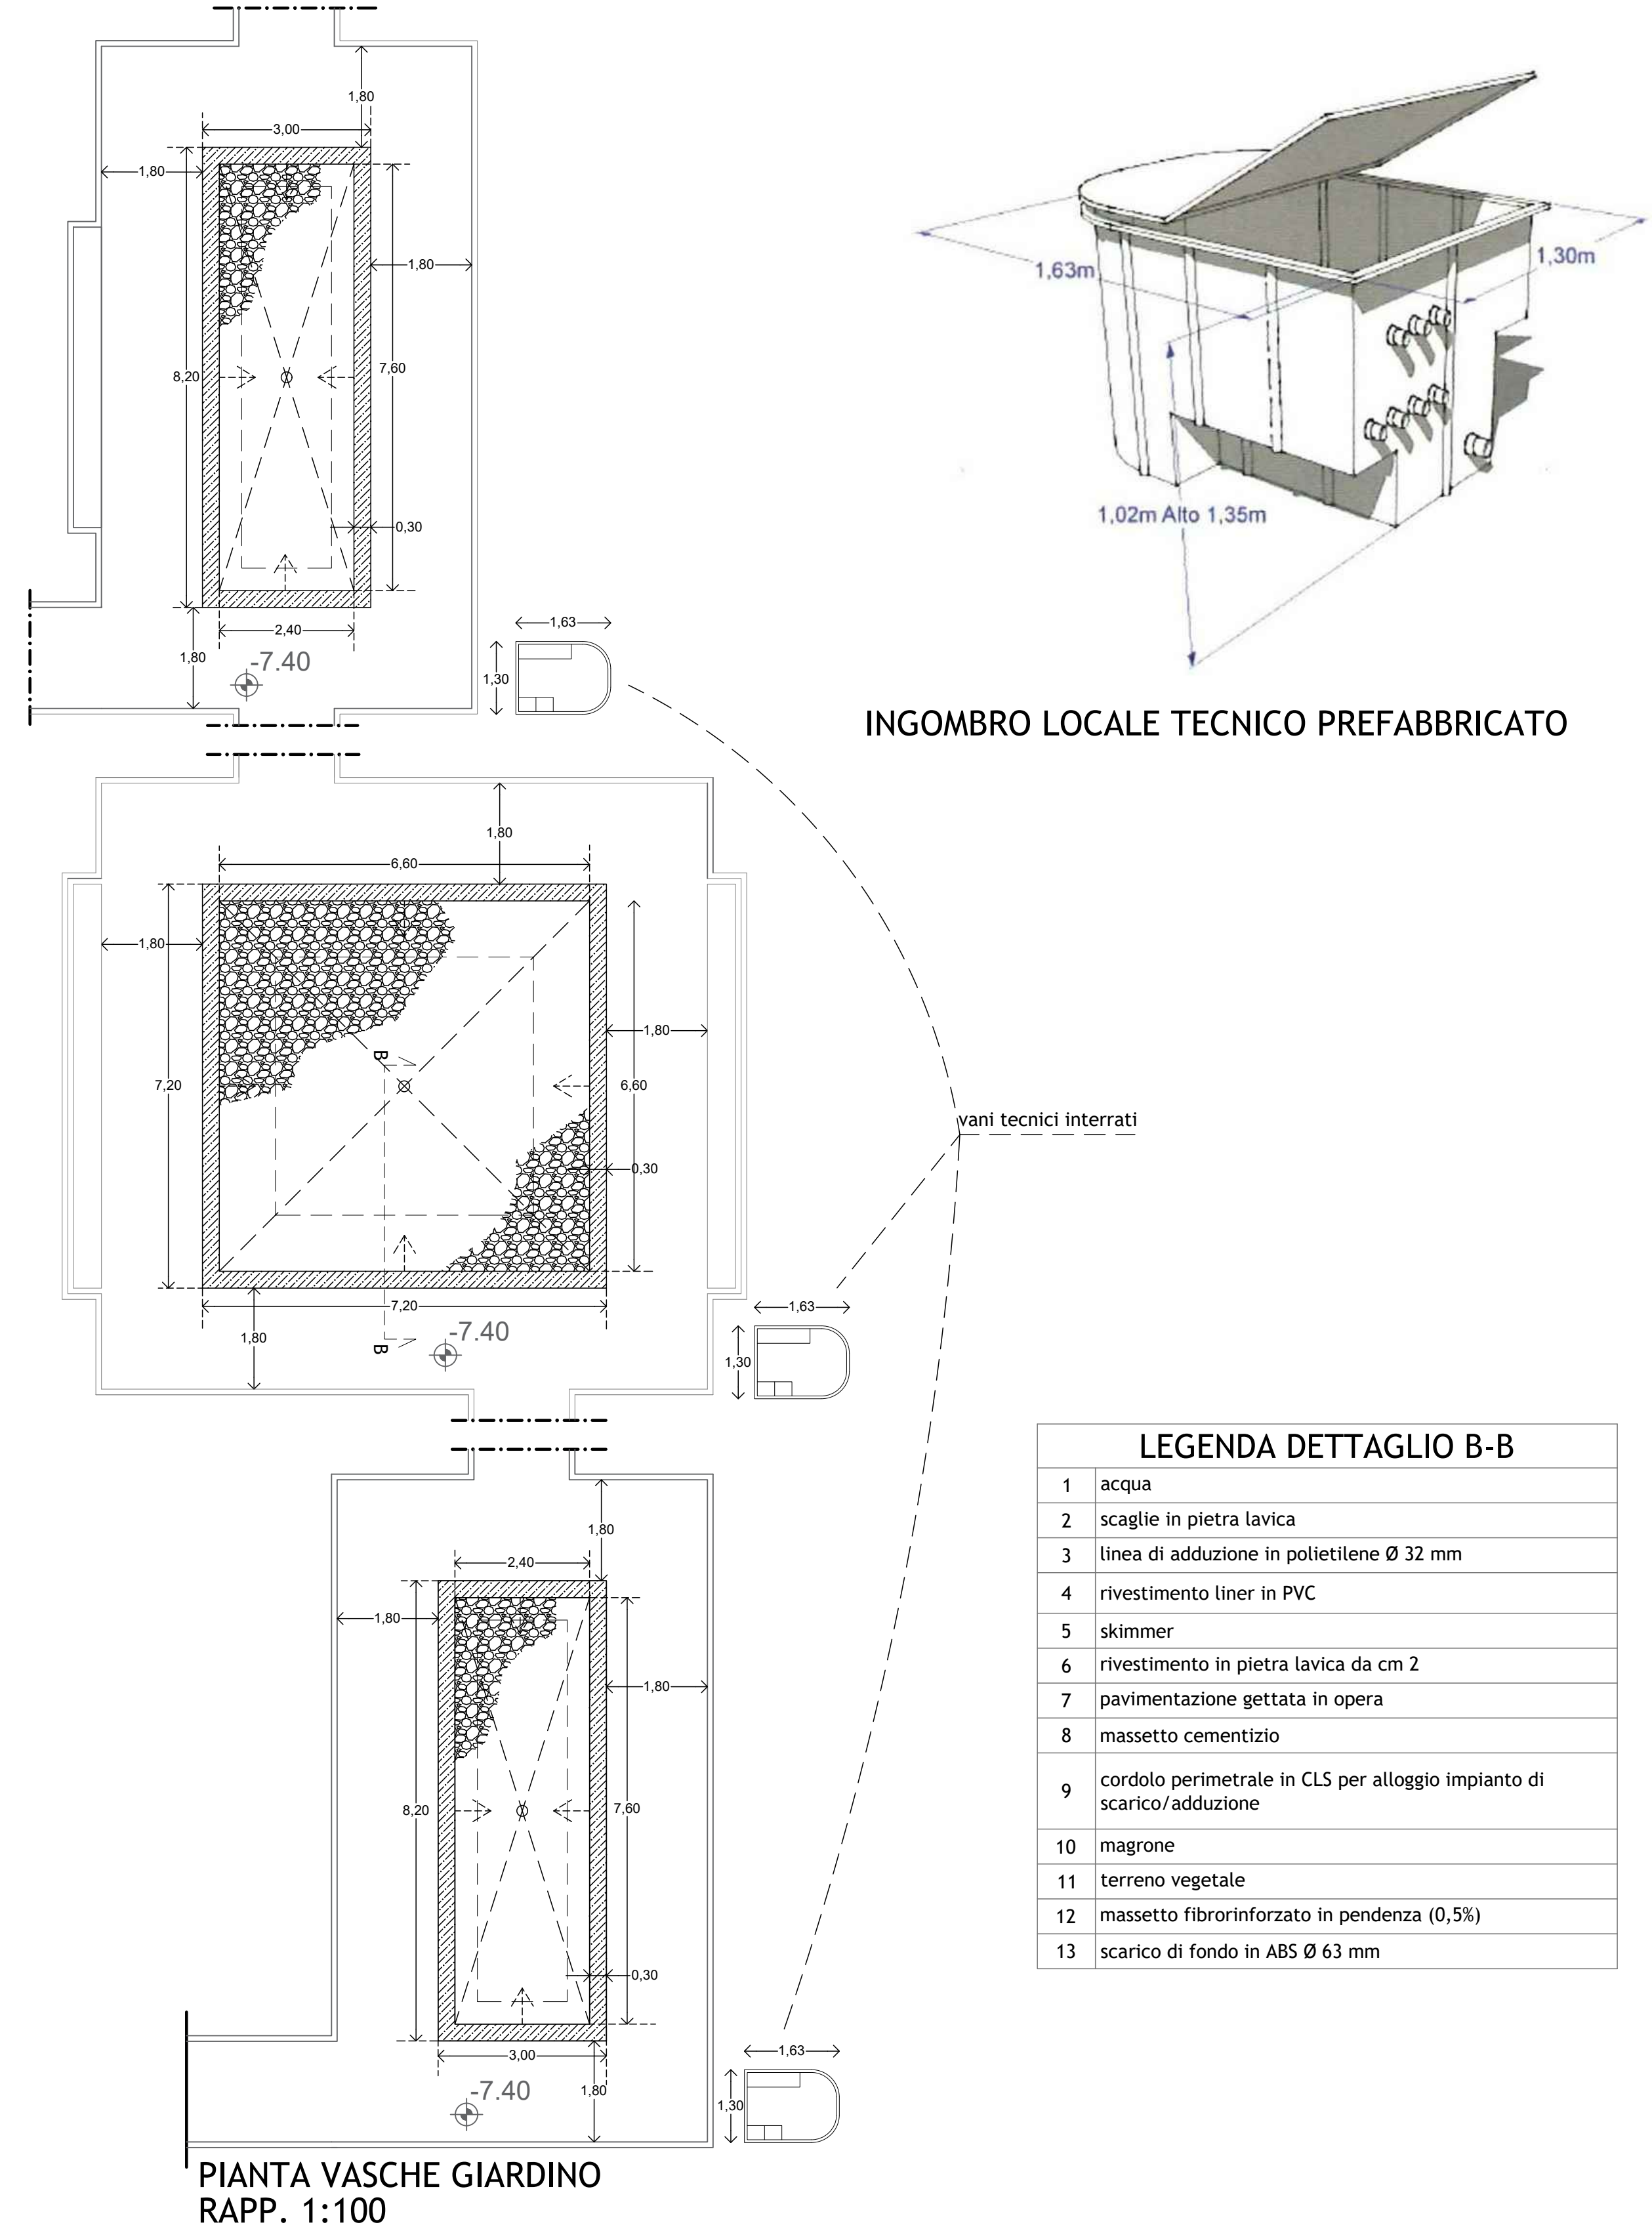 1,80
3,00
1,80
1,80
8,20
7,60
0,30
2,40
1,80
-7.40
1,63
1,30
1,63m
1,30m
1,02m Alto 1,35m
INGOMBRO LOCALE TECNICO PREFABBRICATO
1,80
6,60
1,80
1,80
B
7,20
6,60
0,30
7,20
1,80
-7.40
B
1,63
1,30
vani tecnici interrati
1,80
2,40
1,80
1,80
8,20
7,60
0,30
3,00
1,80
-7.40
1,63
1,30
LEGENDA DETTAGLIO B-B
1 acqua
2 scaglie in pietra lavica
3 linea di adduzione in polietilene Ø 32 mm
4 rivestimento liner in PVC
5 skimmer
6 rivestimento in pietra lavica da cm 2
7 pavimentazione gettata in opera
8 massetto cementizio
9 cordolo perimetrale in CLS per alloggio impianto di
scarico/adduzione
10 magrone
11 terreno vegetale
12 massetto fibrorinforzato in pendenza (0,5%)
13 scarico di fondo in ABS Ø 63 mm
PIANTA VASCHE GIARDINO
RAPP. 1:100